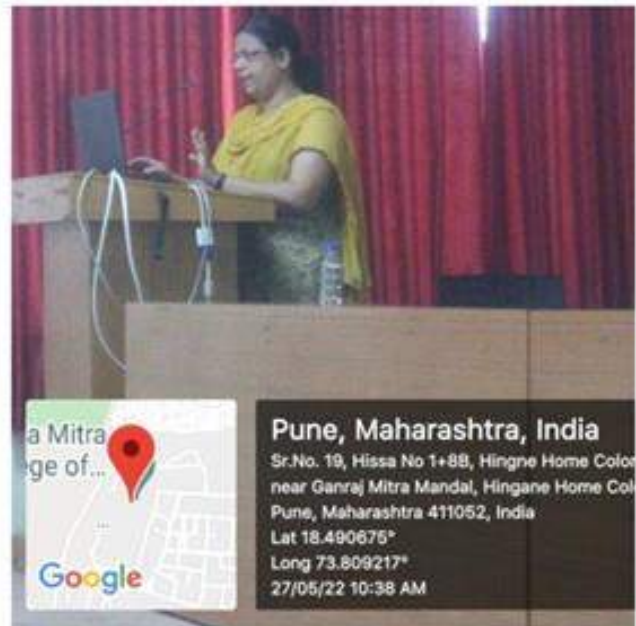 a Mitra
ge of...
Google
Pune, Maharashtra, India
Sr.No. 19, Hissa No 1+8B, Hingne Home Color
near Ganraj Mitra Mandal, Hingane Home Col
Pune, Maharashtra 411052, India
Lat 18.490675°
Long 73.809217°
27/05/22 10:38 AM